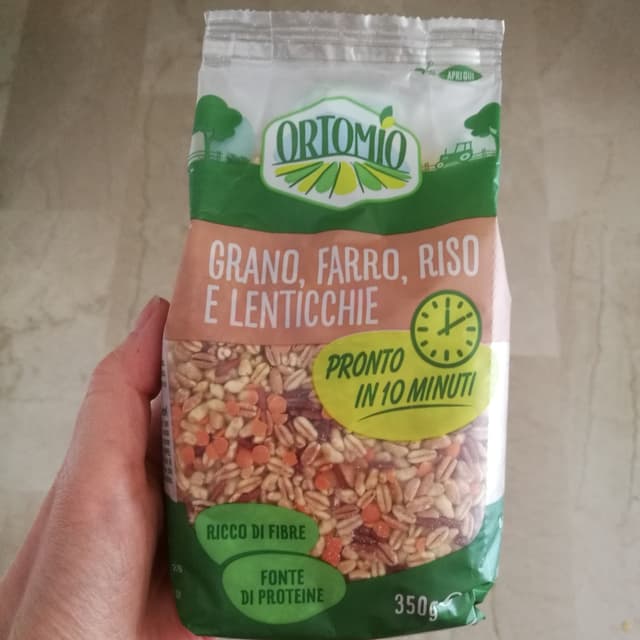 APRI QUI
ORTOMIO
GRANO, FARRO, RISO
E LENTICCHIE
PRONTO
IN 10 MINUTI
RICCO DI FIBRE
FONTE
DI PROTEINE
350g